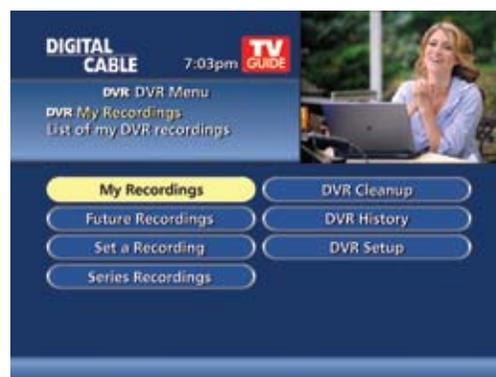 DIGITAL
CABLE
7:03pm
TV
GUIDE
DVR DVR Menu
DVR My Recordings
List of my DVR recordings
My Recordings
DVR Cleanup
Future Recordings
DVR History
Set a Recording
DVR Setup
Series Recordings